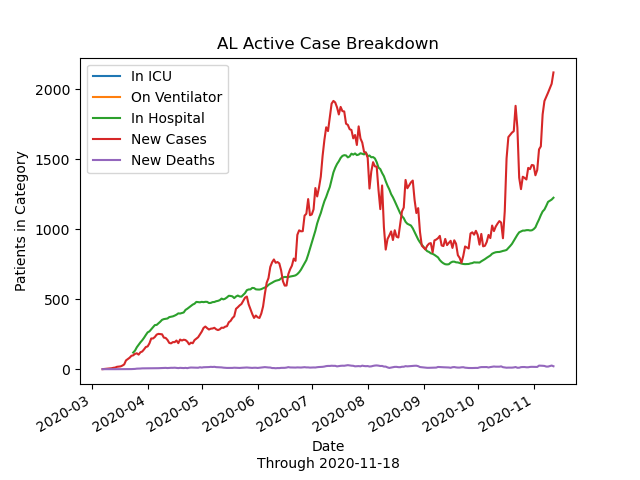 AL Active Case Breakdown
In ICU
On Ventilator
In Hospital
New Cases
New Deaths
Patients in Category
2000
1500
1000
500
0
2020-03
2020-04
2020-05
2020-06
2020-07
2020-08
2020-09
2020-10
2020-11
Date
Through 2020-11-18